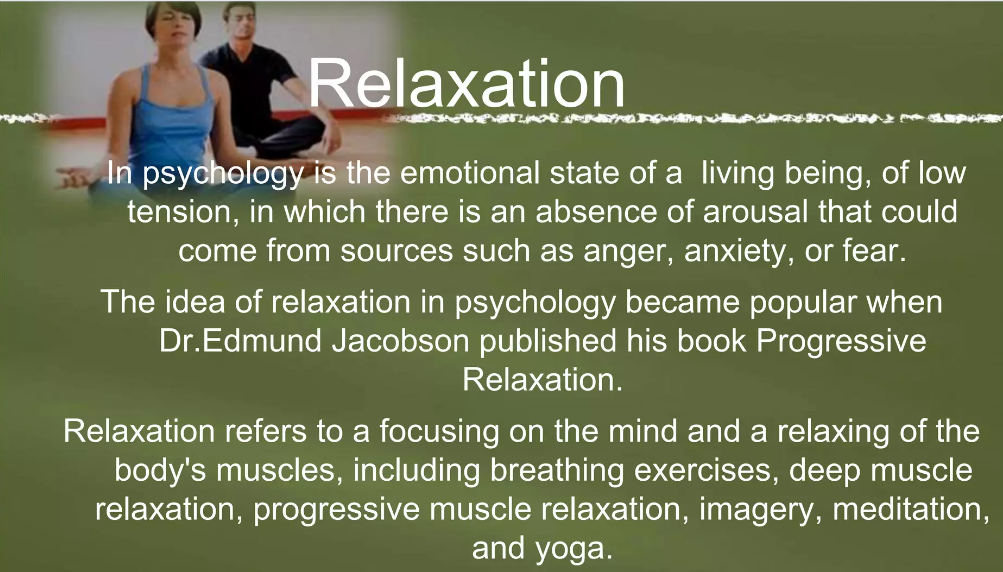 Relaxation
In psychology is the emotional state of a  living being, of low
tension, in which there is an absence of arousal that could
come from sources such as anger, anxiety, or fear.
The idea of relaxation in psychology became popular when
Dr.Edmund Jacobson published his book Progressive
Relaxation.
Relaxation refers to a focusing on the mind and a relaxing of the
body's muscles, including breathing exercises, deep muscle
relaxation, progressive muscle relaxation, imagery, meditation,
and yoga.